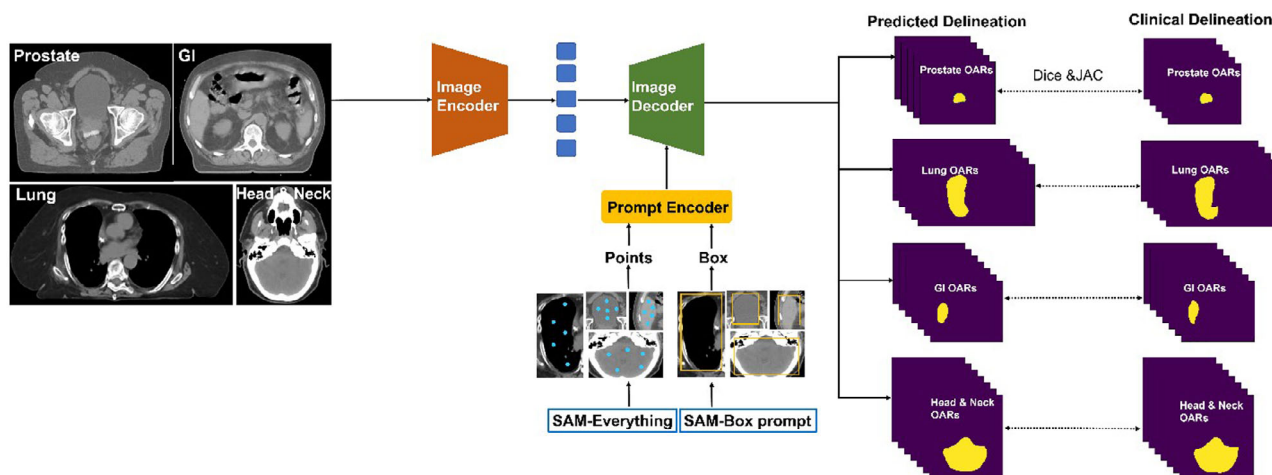 Prostate
GI
Lung
Head & Neck
Image
Encoder
Image
Decoder
Prompt Encoder
Points
Box
SAM-Everything
SAM-Box prompt
Predicted Delineation
Clinical Delineation
Prostate OARs
Dice &JAC
Prostate OARs
Lung OARs
Lung OARs
GI OARs
GI OARs
Head & Neck
OARs
Head & Neck
OARs